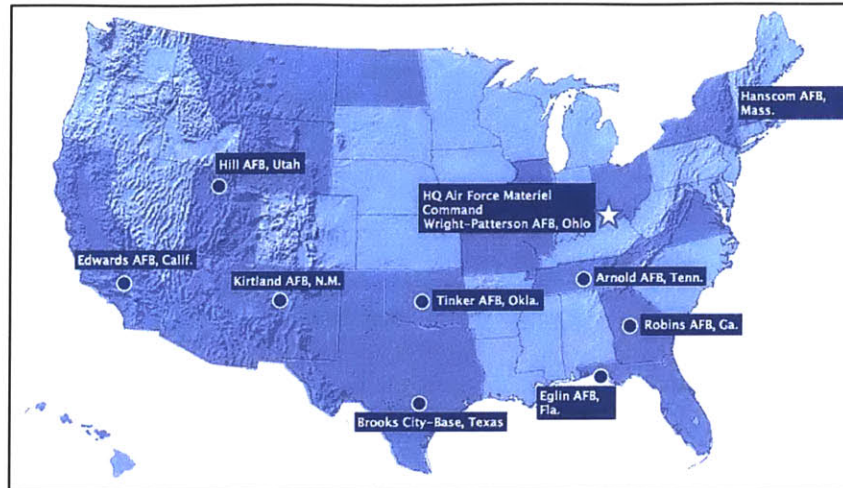 Hanscom AFB,
Mass.
Hill AFB, Utah
HQ Air Force Materiel
Command
Wright-Patterson AFB, Ohio
Edwards AFB, Calif.
Kirtland AFB, N.M.
Tinker AFB, Okla.
Arnold AFB, Tenn.
Robins AFB, Ga.
Eglin AFB,
Fla.
Brooks City-Base, Texas